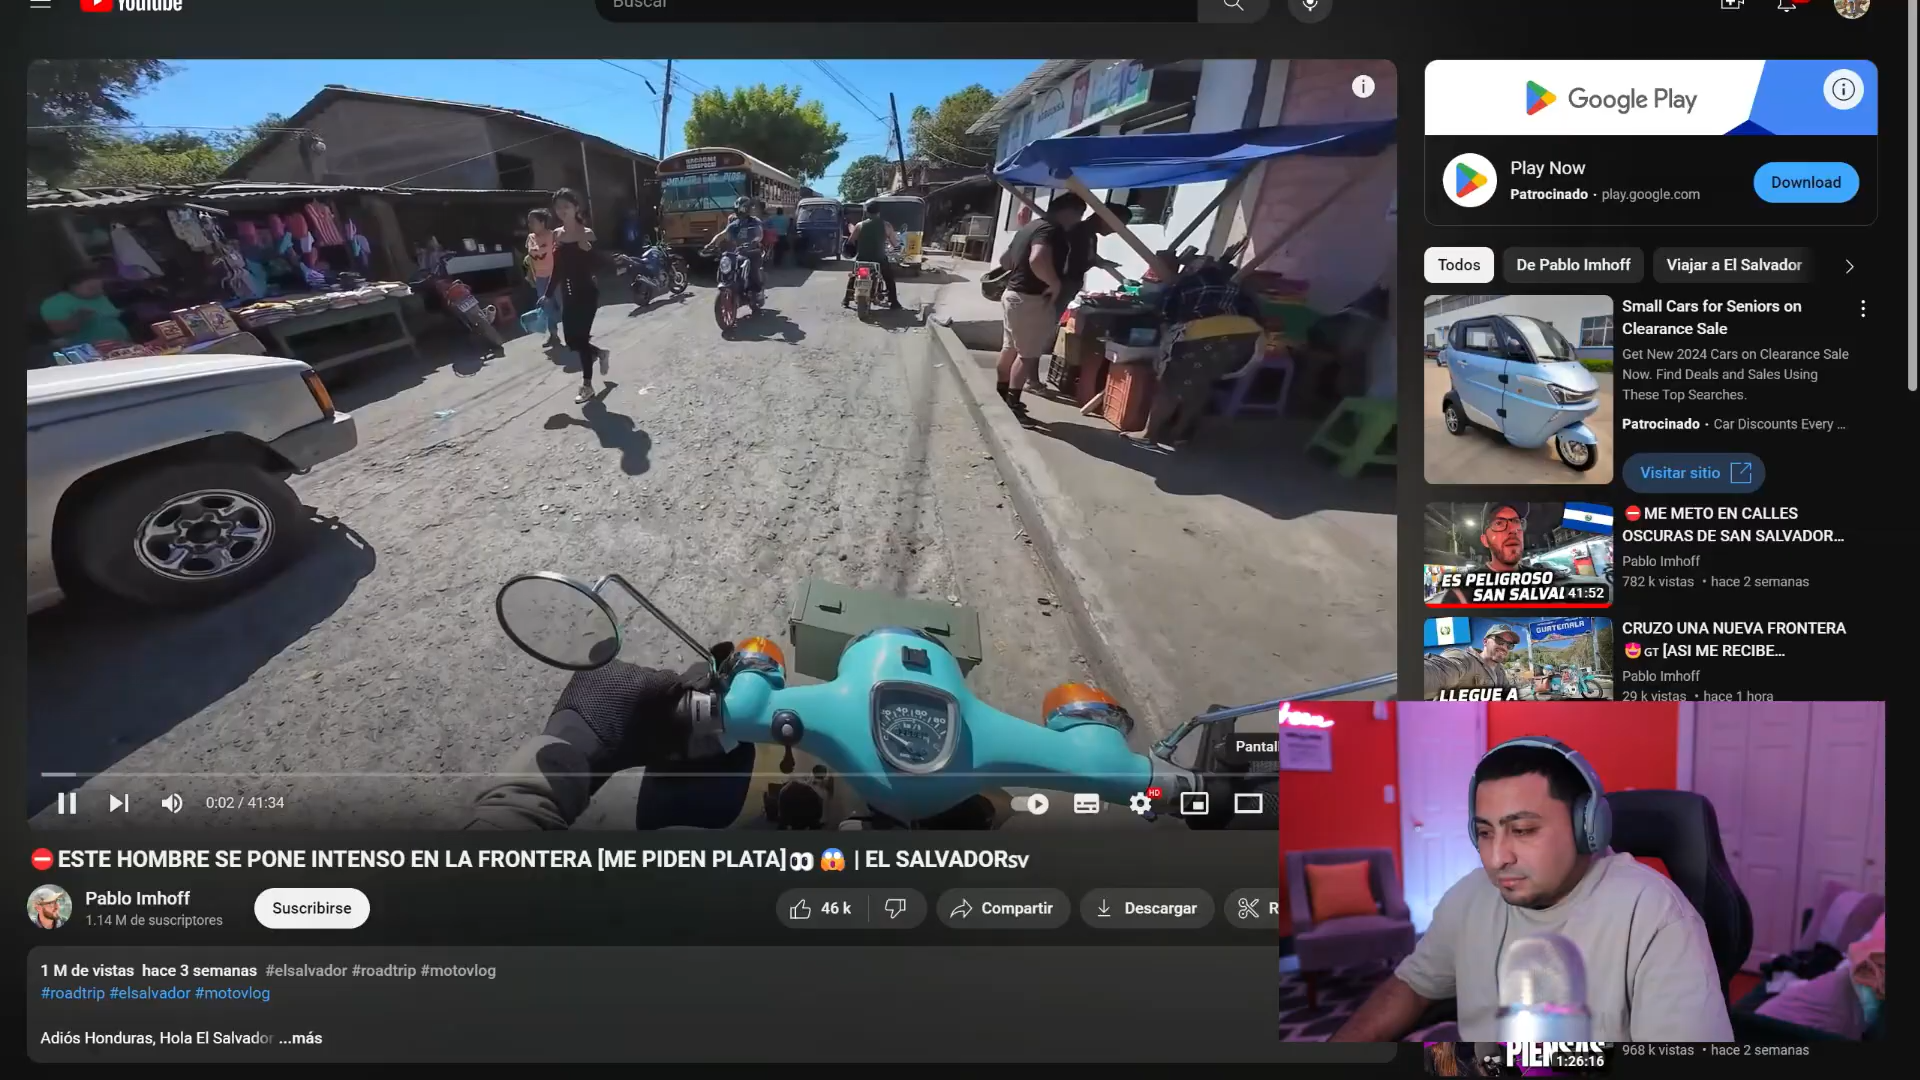 YouTube
Buscar
Google Play
Play Now
Patrocinado · play.google.com
Download
Todos
De Pablo Imhoff
Viajar a El Salvador
Small Cars for Seniors on
Clearance Sale
Get New 2024 Cars on Clearance Sale
Now. Find Deals and Sales Using
These Top Searches.
Patrocinado · Car Discounts Every ...
Visitar sitio
ES PELIGROSO
SAN SALVA
41:52
⛔ME METO EN CALLES
OSCURAS DE SAN SALVADOR...
Pablo Imhoff
782 k vistas • hace 2 semanas
GUATEMALA
LLEGUE A
CRUZO UNA NUEVA FRONTERA
🤩GT [ASI ME RECIBE...
Pablo Imhoff
29 k vistas • hace 1 hora
Pantal
0:02 / 41:34
HD
⛔ESTE HOMBRE SE PONE INTENSO EN LA FRONTERA [ME PIDEN PLATA]👀 😱 | EL SALVADORSV
Pablo Imhoff
1.14 M de suscriptores
Suscribirse
46 k
Compartir
Descargar
R
1 M de vistas hace 3 semanas #elsalvador #roadtrip #motovlog
#roadtrip #elsalvador #motovlog
Adiós Honduras, Hola El Salvador ...más
PIENSAS
1:26:16
968 k vistas • hace 2 semanas